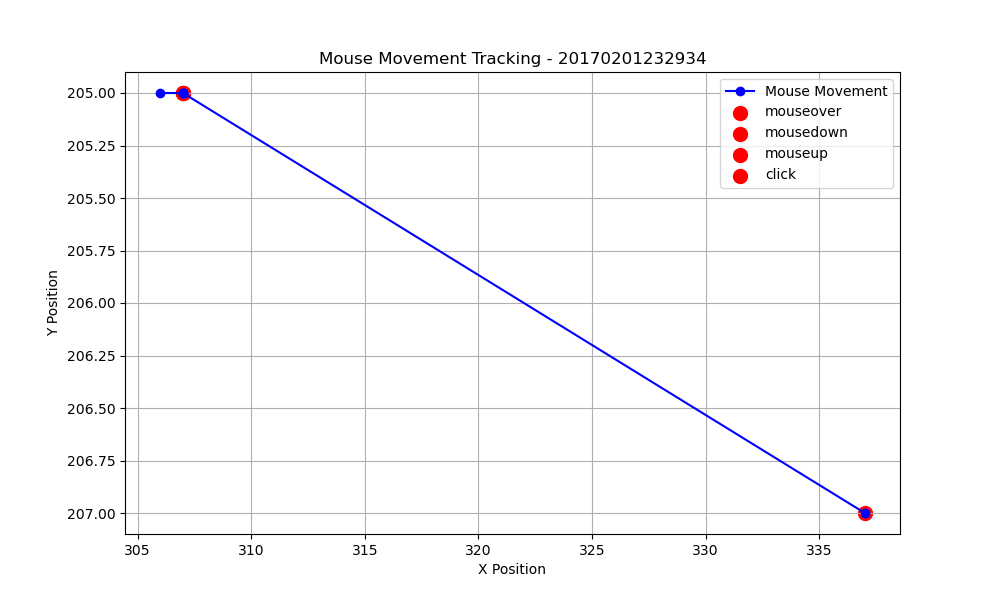 Mouse Movement Tracking - 20170201232934
Mouse Movement
mouseover
mousedown
mouseup
click
205.00
205.25
205.50
205.75
206.00
206.25
206.50
206.75
207.00
Y Position
305 310 315 320 325 330 335
X Position